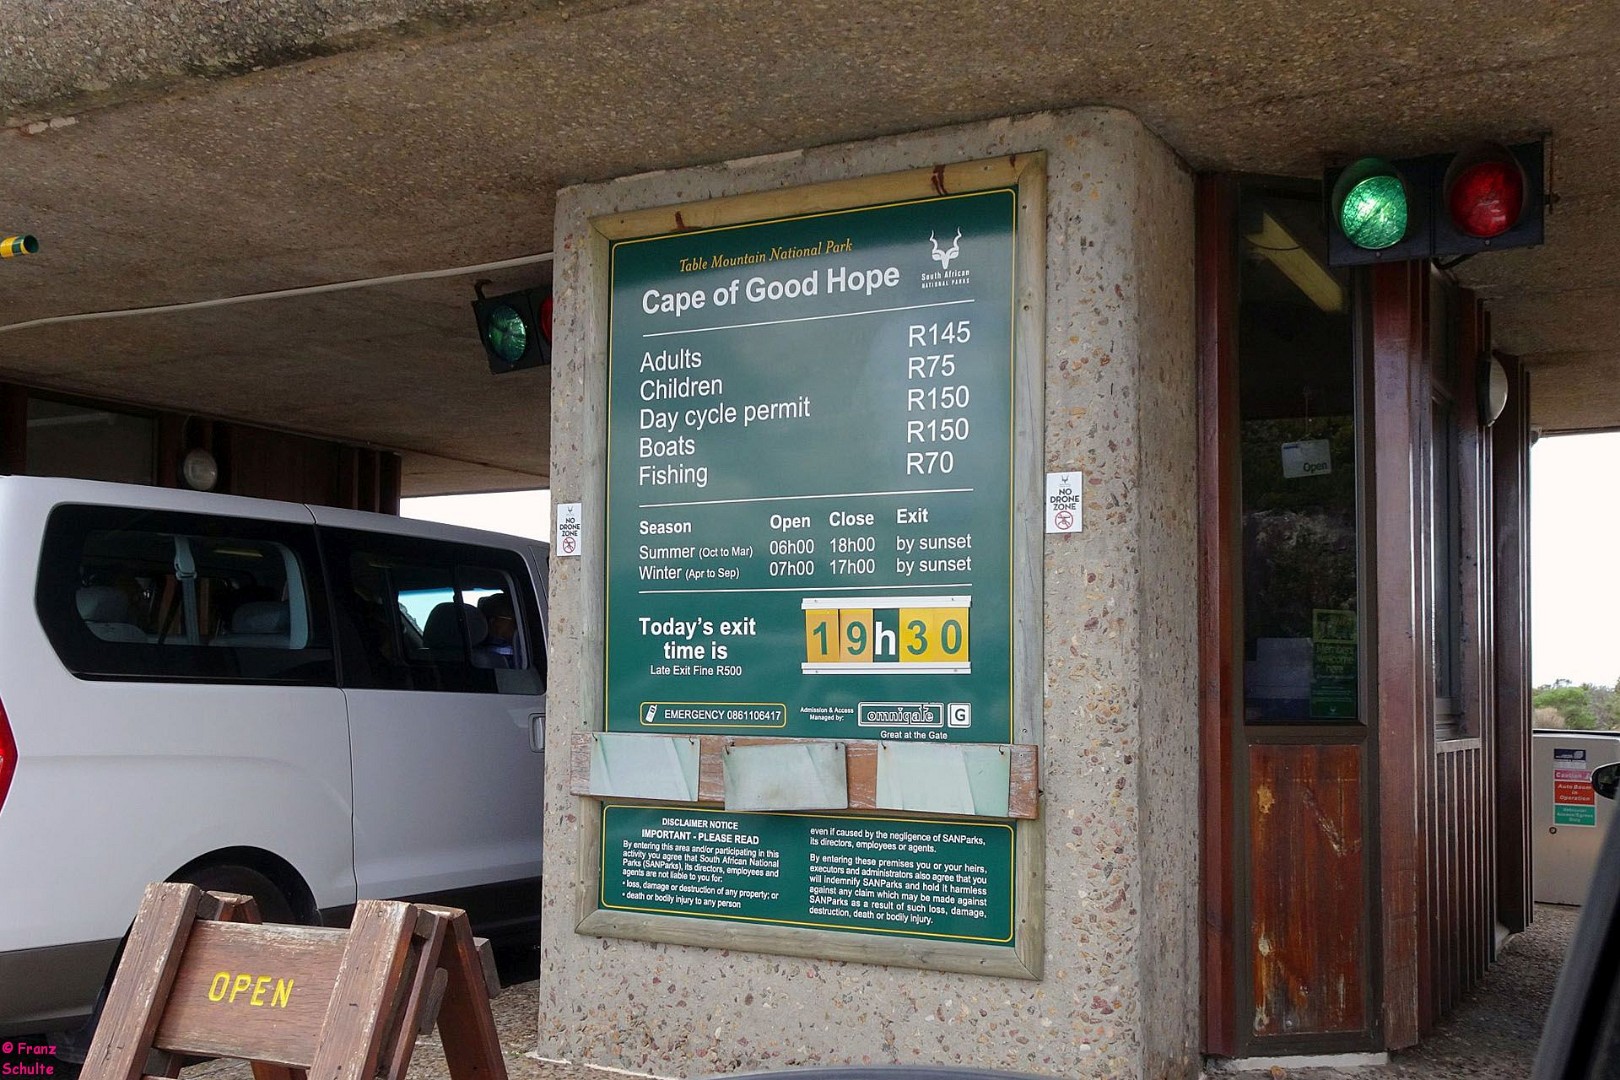 Table Mountain National Park
Cape of Good Hope
South African
NATIONAL PARKS
Adults R145
Children R75
Day cycle permit R150
Boats R150
Fishing R70
Season Open Close Exit
Summer (Oct to Mar) 06h00 18h00 by sunset
Winter (Apr to Sep) 07h00 17h00 by sunset
Today's exit
time is
19h30
Late Exit Fine R500
EMERGENCY 0861106417
Admission & Access
Managed by:
omnigate G
Great at the Gate
DISCLAIMER NOTICE
IMPORTANT - PLEASE READ
By entering this area and/or participating in this
activity you agree that South African National
Parks (SANParks), its directors, employees and
agents are not liable to you for:
• loss, damage or destruction of any property; or
• death or bodily injury to any person
even if caused by the negligence of SANParks,
its directors, employees or agents.
By entering these premises you or your heirs,
executors and administrators also agree that you
will indemnify SANParks and hold it harmless
against any claim which may be made against
SANParks as a result of such loss, damage,
destruction, death or bodily injury.
NO
DRONE
ZONE
NO
DRONE
ZONE
Open
Members
welcome
here
Caution
Auto Boom
in
Operation
OPEN
© Franz
Schulte